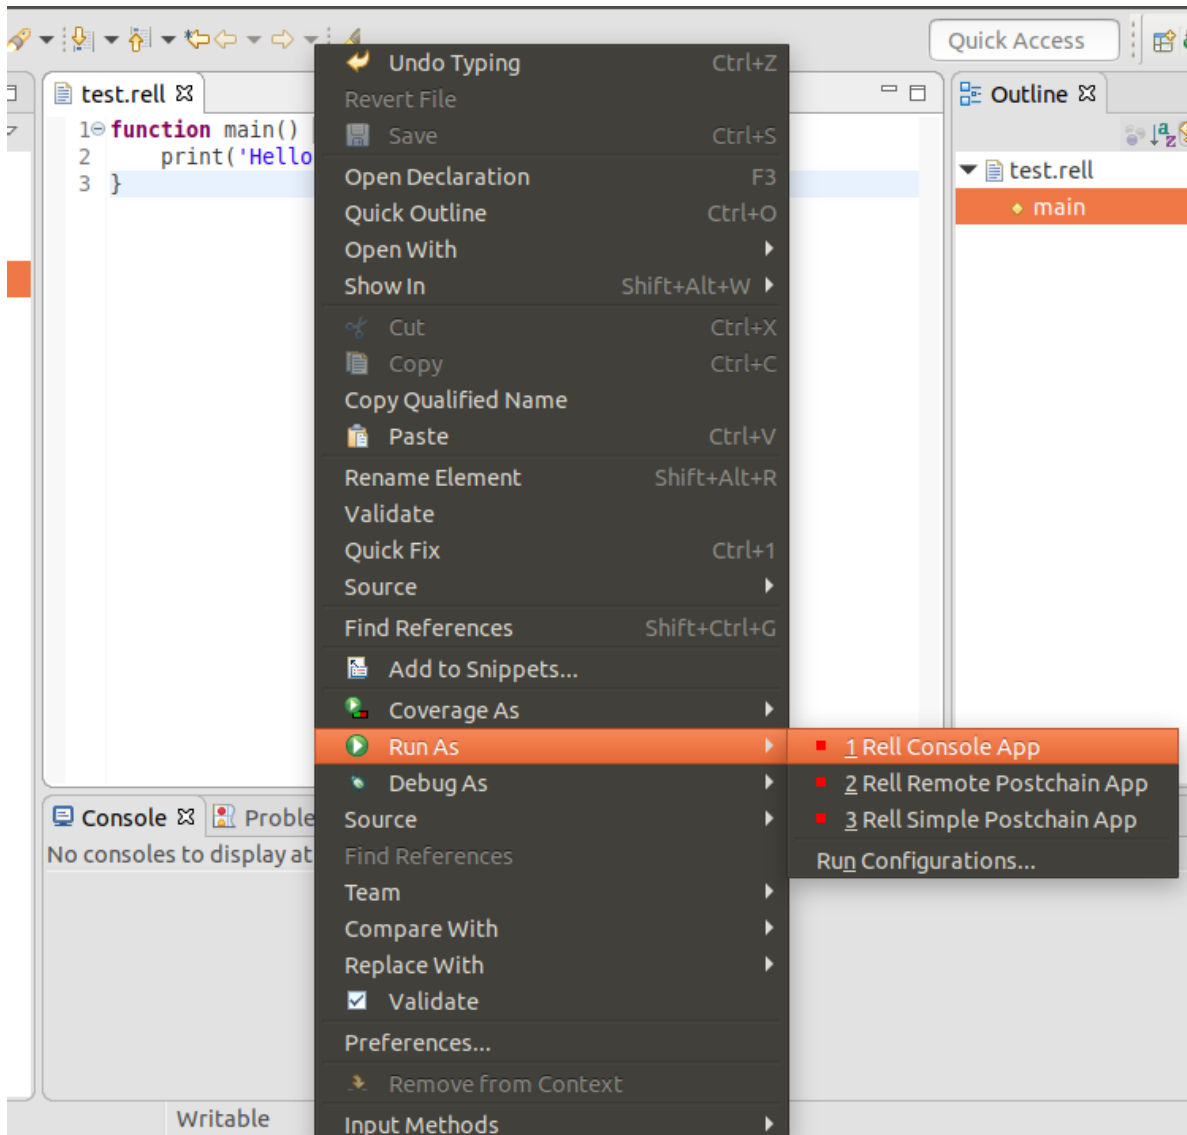 Quick Access
test.rell
1 function main()
2 print('Hello
3 }
Undo Typing Ctrl+Z
Revert File
Save Ctrl+S
Open Declaration F3
Quick Outline Ctrl+O
Open With
Show In Shift+Alt+W
Cut Ctrl+X
Copy Ctrl+C
Copy Qualified Name
Paste Ctrl+V
Rename Element Shift+Alt+R
Validate
Quick Fix Ctrl+1
Source
Find References Shift+Ctrl+G
Add to Snippets...
Coverage As
Run As
Debug As
Source
Find References
Team
Compare With
Replace With
Validate
Preferences...
Remove from Context
Input Methods
1 Rell Console App
2 Rell Remote Postchain App
3 Rell Simple Postchain App
Run Configurations...
Outline
test.rell
main
Console Proble
No consoles to display at
Writable